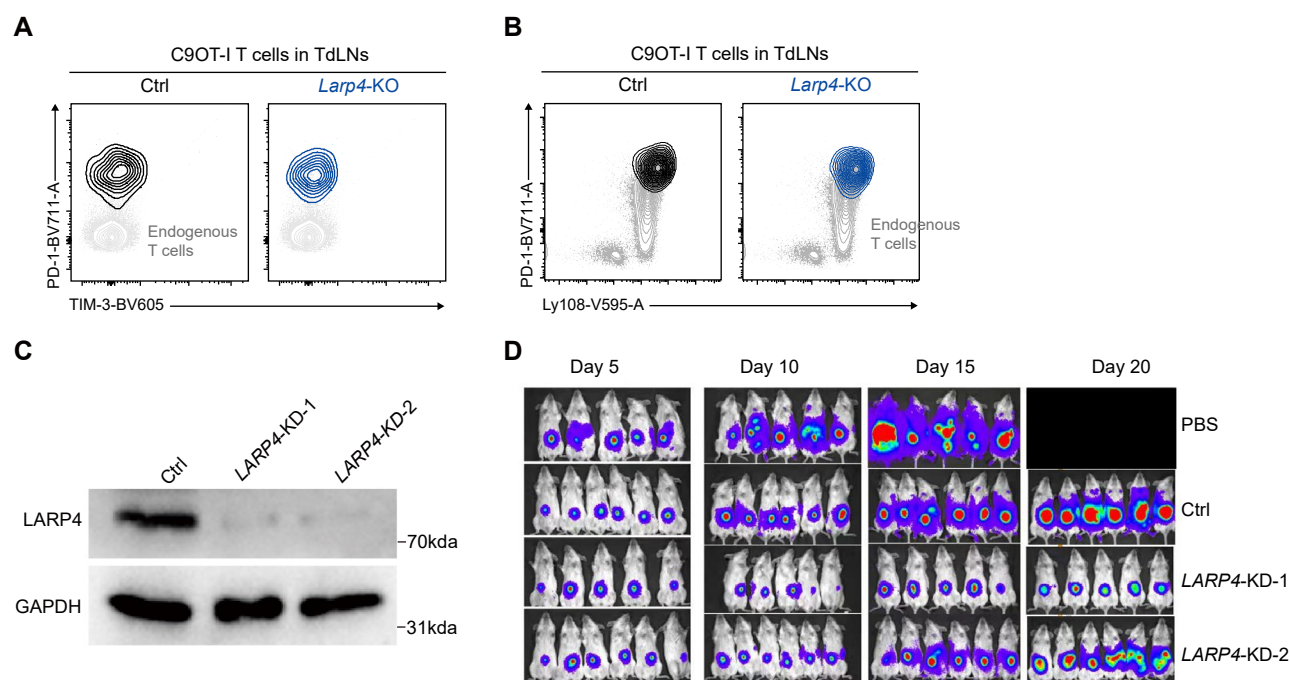 A
C9OT-I T cells in TdLNs
Ctrl
Larp4-KO
PD-1-BV711-A
Endogenous
T cells
TIM-3-BV605
B
C9OT-I T cells in TdLNs
Ctrl
Larp4-KO
PD-1-BV711-A
Endogenous
T cells
Ly108-V595-A
C
Ctrl
LARP4-KD-1
LARP4-KD-2
LARP4
70kda
GAPDH
31kda
D
Day 5
Day 10
Day 15
Day 20
PBS
Ctrl
LARP4-KD-1
LARP4-KD-2